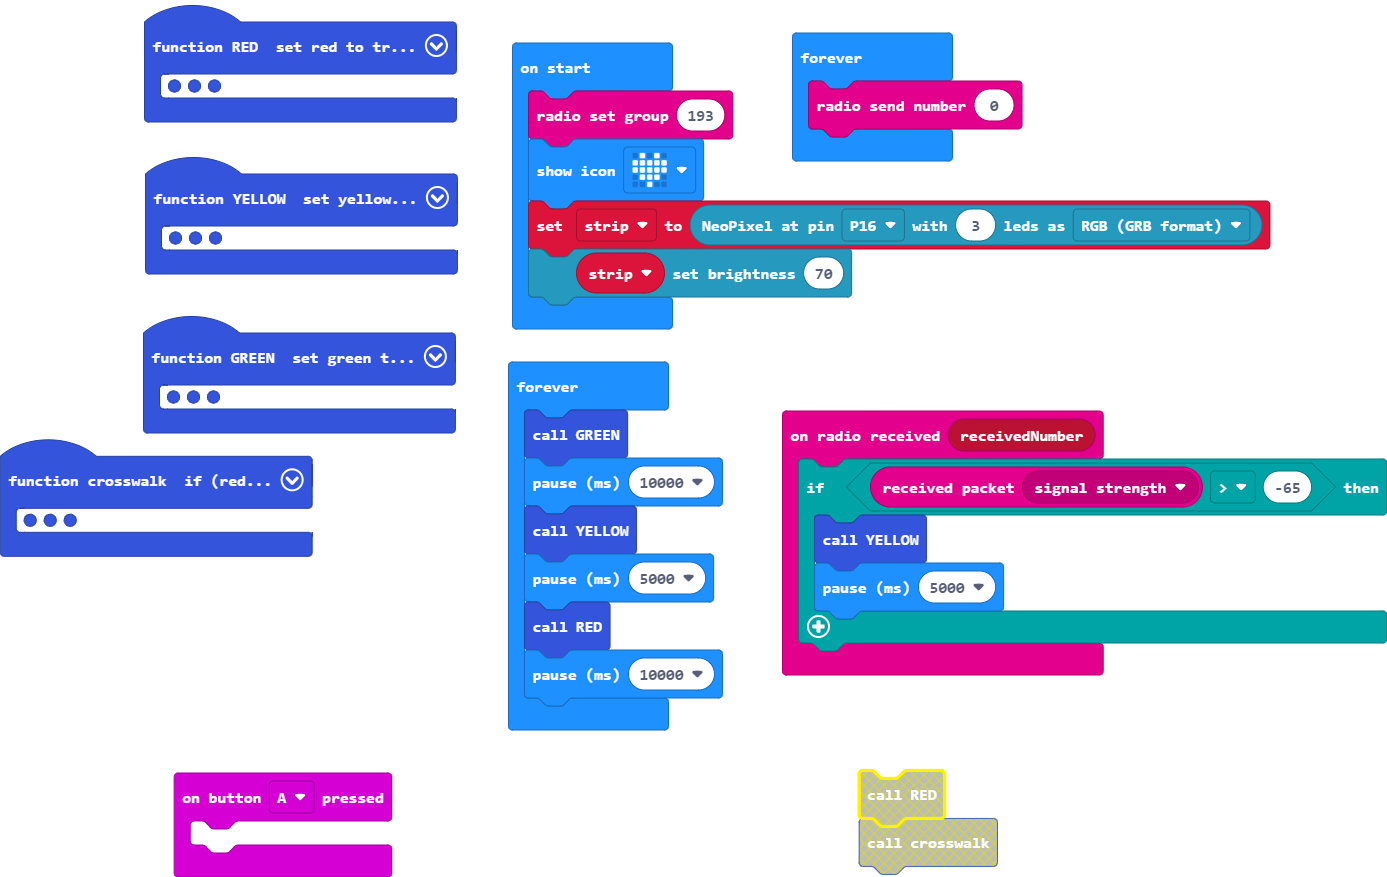 function RED set red to tr...
function YELLOW set yellow...
function GREEN set green t...
function crosswalk if (red...
on start
radio set group 193
show icon
set strip to NeoPixel at pin P16 with 3 leds as RGB (GRB format)
strip set brightness 70
forever
radio send number 0
forever
call GREEN
pause (ms) 10000
call YELLOW
pause (ms) 5000
call RED
pause (ms) 10000
on radio received receivedNumber
if received packet signal strength > -65 then
call YELLOW
pause (ms) 5000
on button A pressed
call RED
call crosswalk